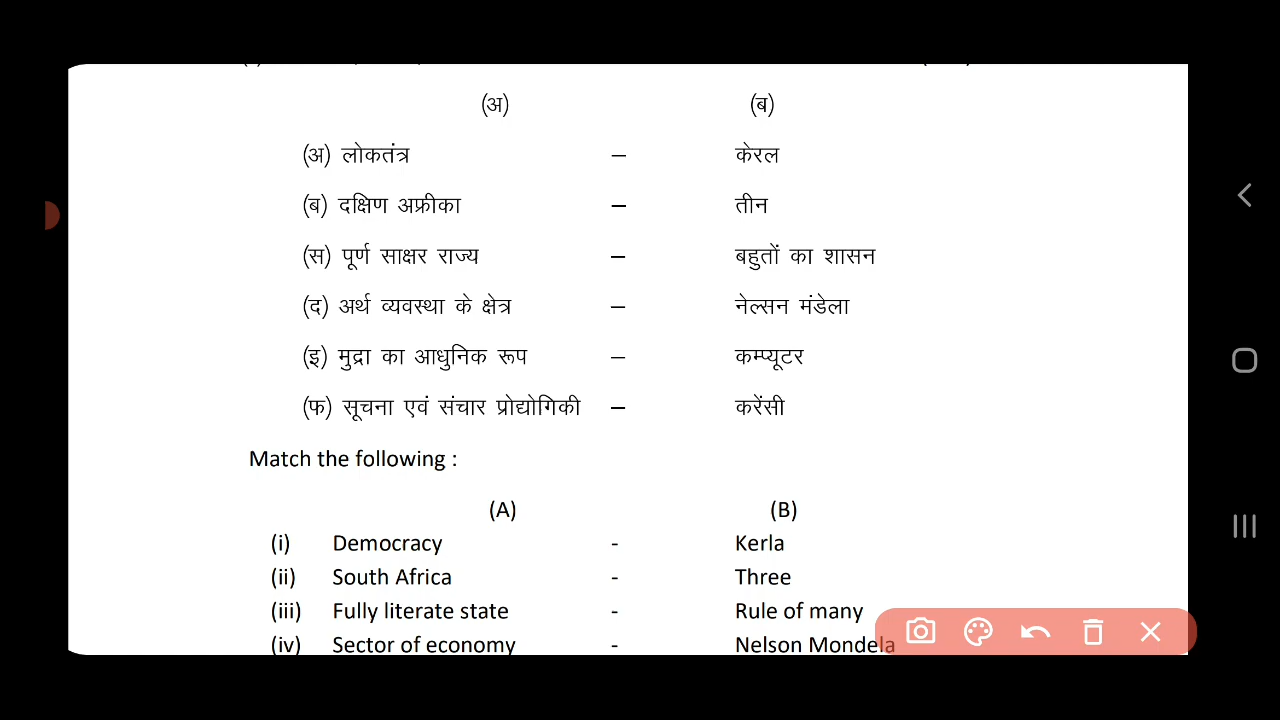 (अ) (ब)
(अ) लोकतंत्र – केरल
(ब) दक्षिण अफ्रीका – तीन
(स) पूर्ण साक्षर राज्य – बहुतों का शासन
(द) अर्थ व्यवस्था के क्षेत्र – नेल्सन मंडेला
(इ) मुद्रा का आधुनिक रूप – कम्प्यूटर
(फ) सूचना एवं संचार प्रोद्योगिकी – करेंसी
Match the following :
(A) (B)
(i) Democracy - Kerla
(ii) South Africa - Three
(iii) Fully literate state - Rule of many
(iv) Sector of economy - Nelson Mondela